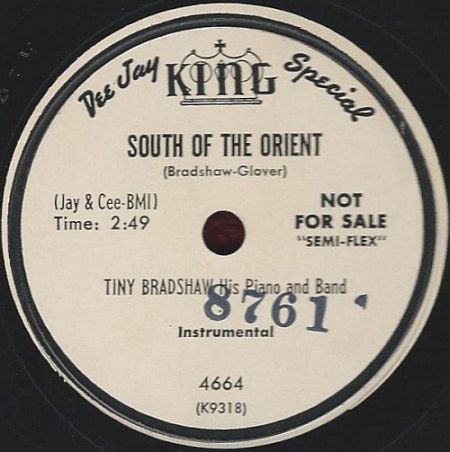 Dee Jay KING Special
SOUTH OF THE ORIENT
(Bradshaw-Glover)
(Jay & Cee-BMI)
Time: 2:49
NOT
FOR SALE
"SEMI-FLEX"
TINY BRADSHAW His Piano and Band
8761
Instrumental
4664
(K9318)